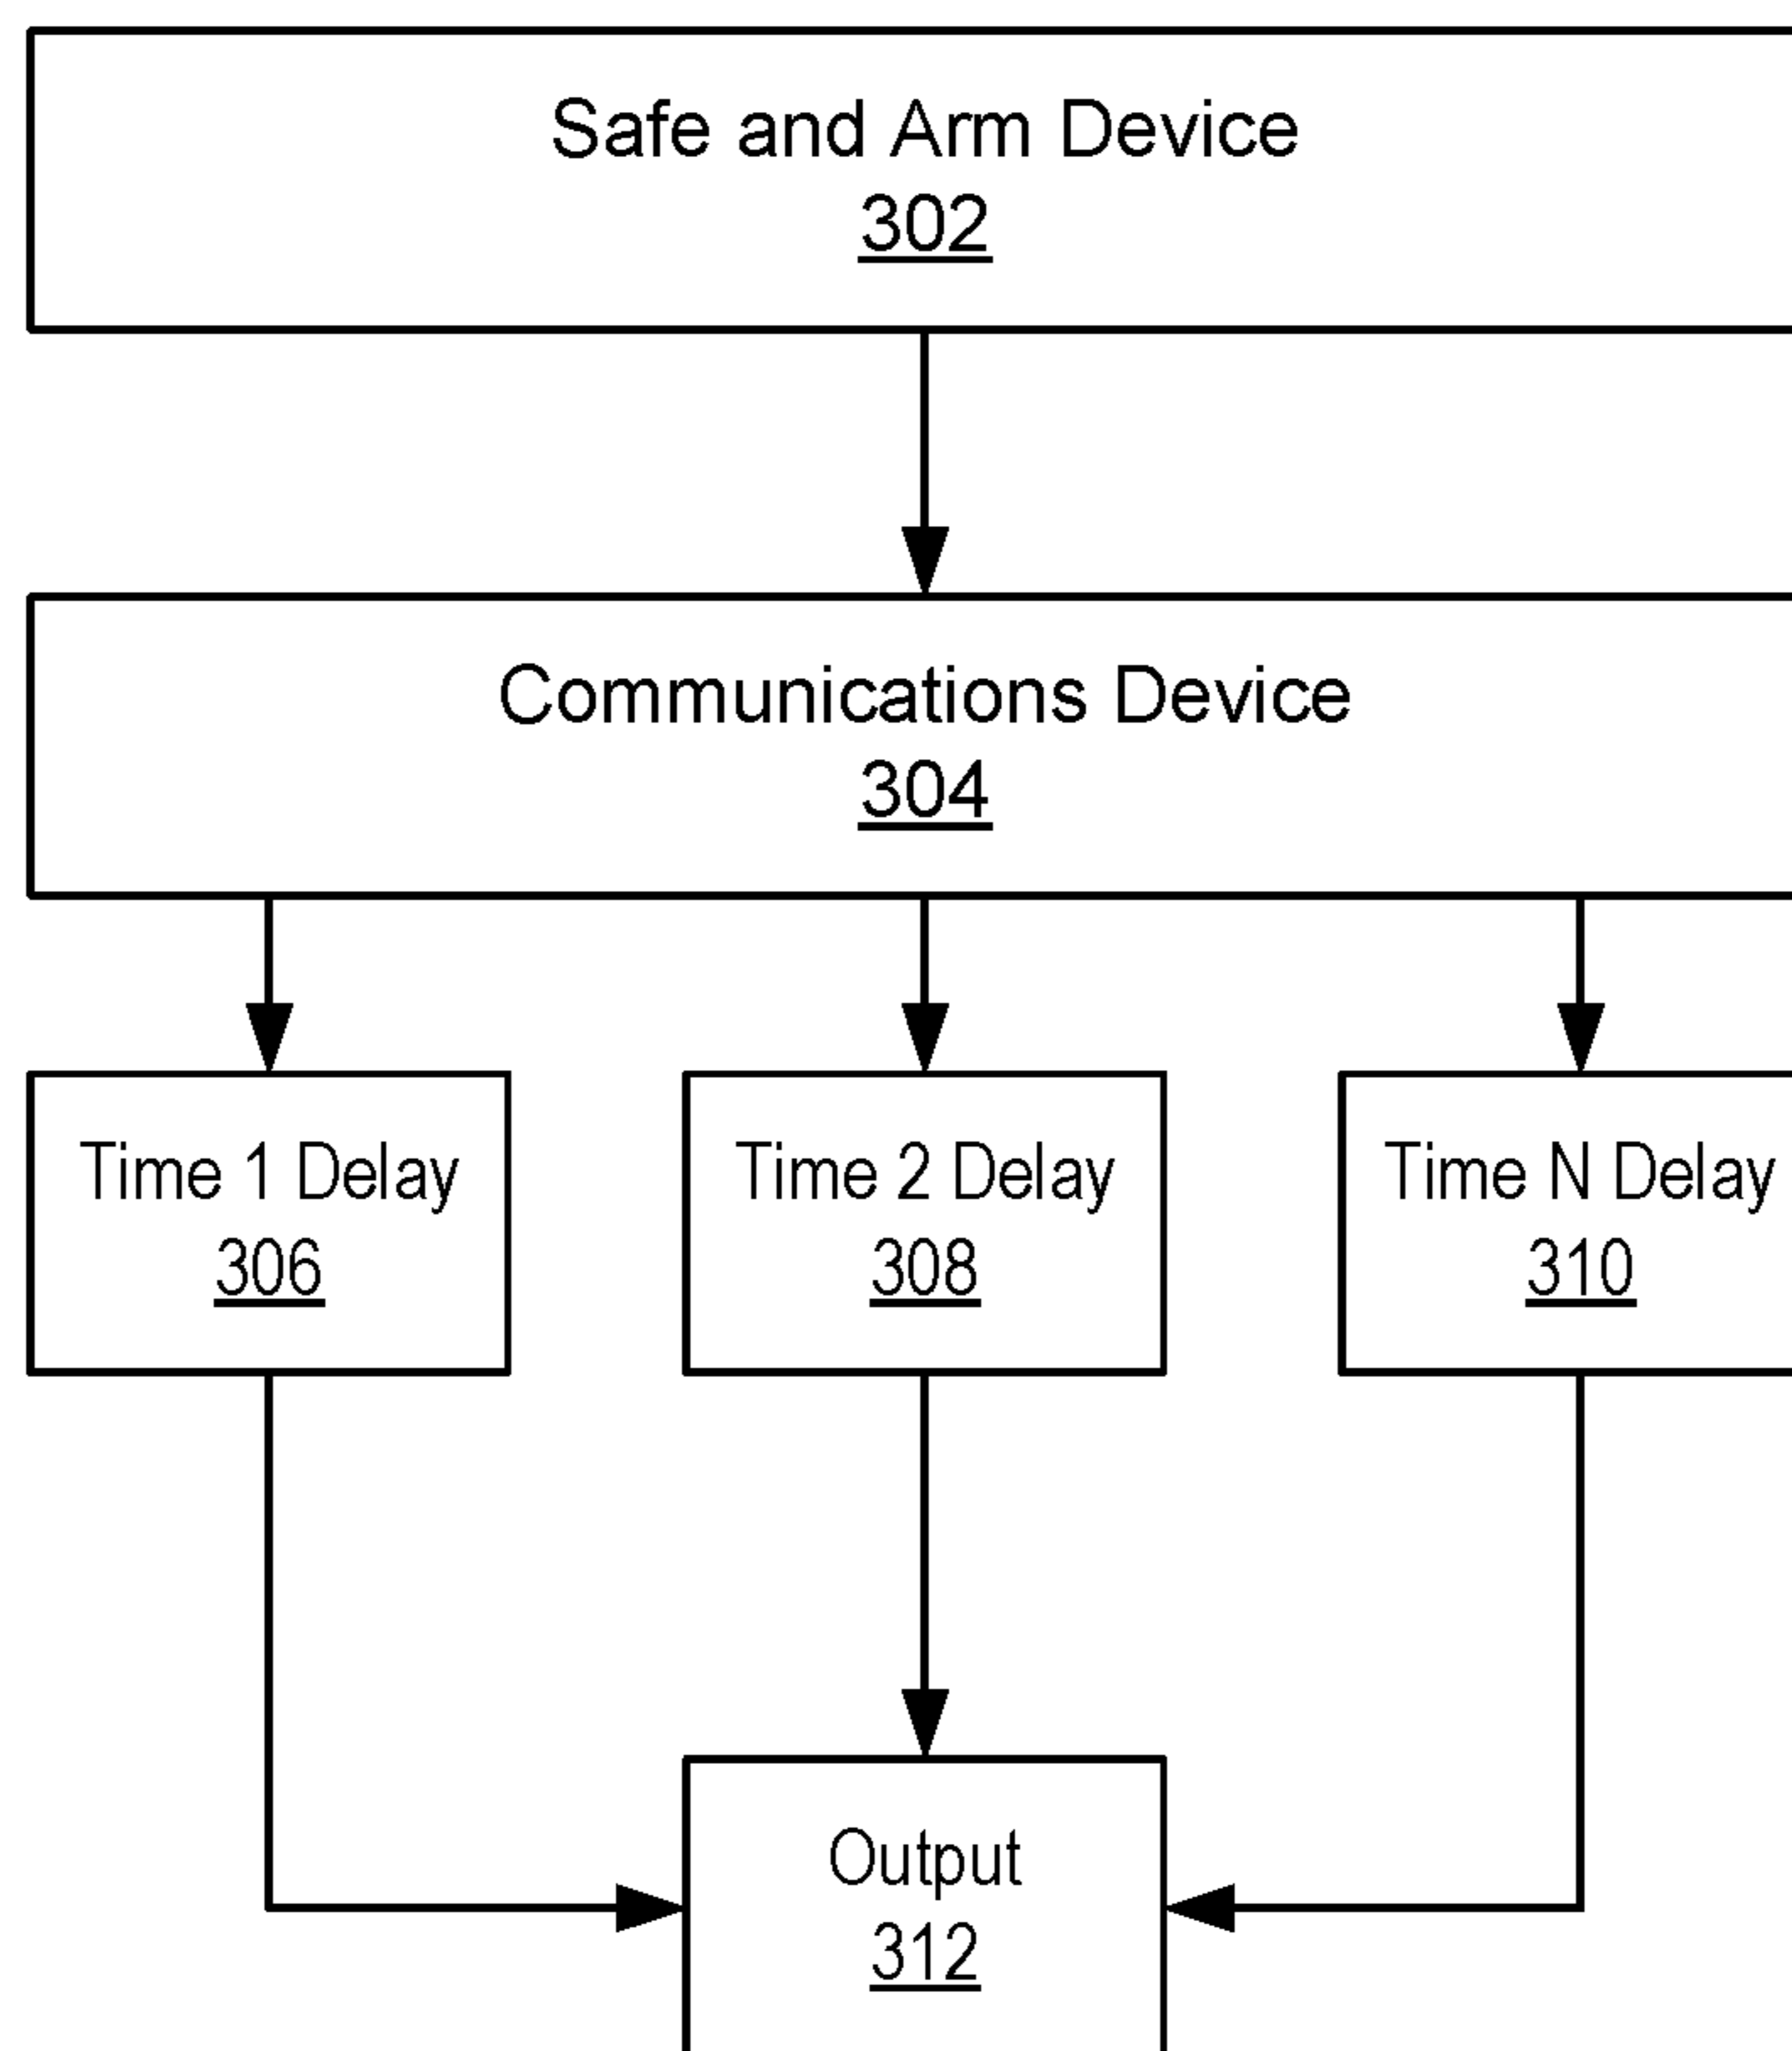 Safe and Arm Device
302
Communications Device
304
Time 1 Delay
306
Time 2 Delay
308
Time N Delay
310
Output
312